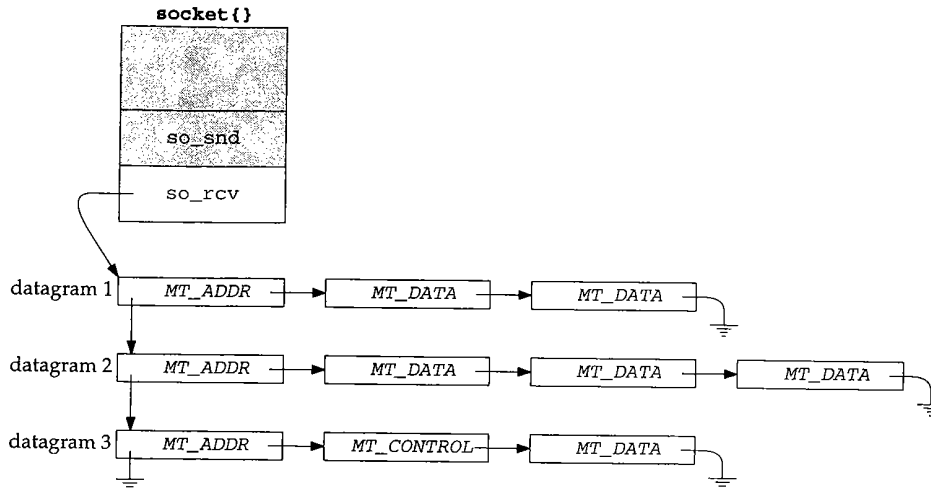 socket{}
so_snd
so_rcv
datagram 1 MT_ADDR MT_DATA MT_DATA
datagram 2 MT_ADDR MT_DATA MT_DATA MT_DATA
datagram 3 MT_ADDR MT_CONTROL MT_DATA